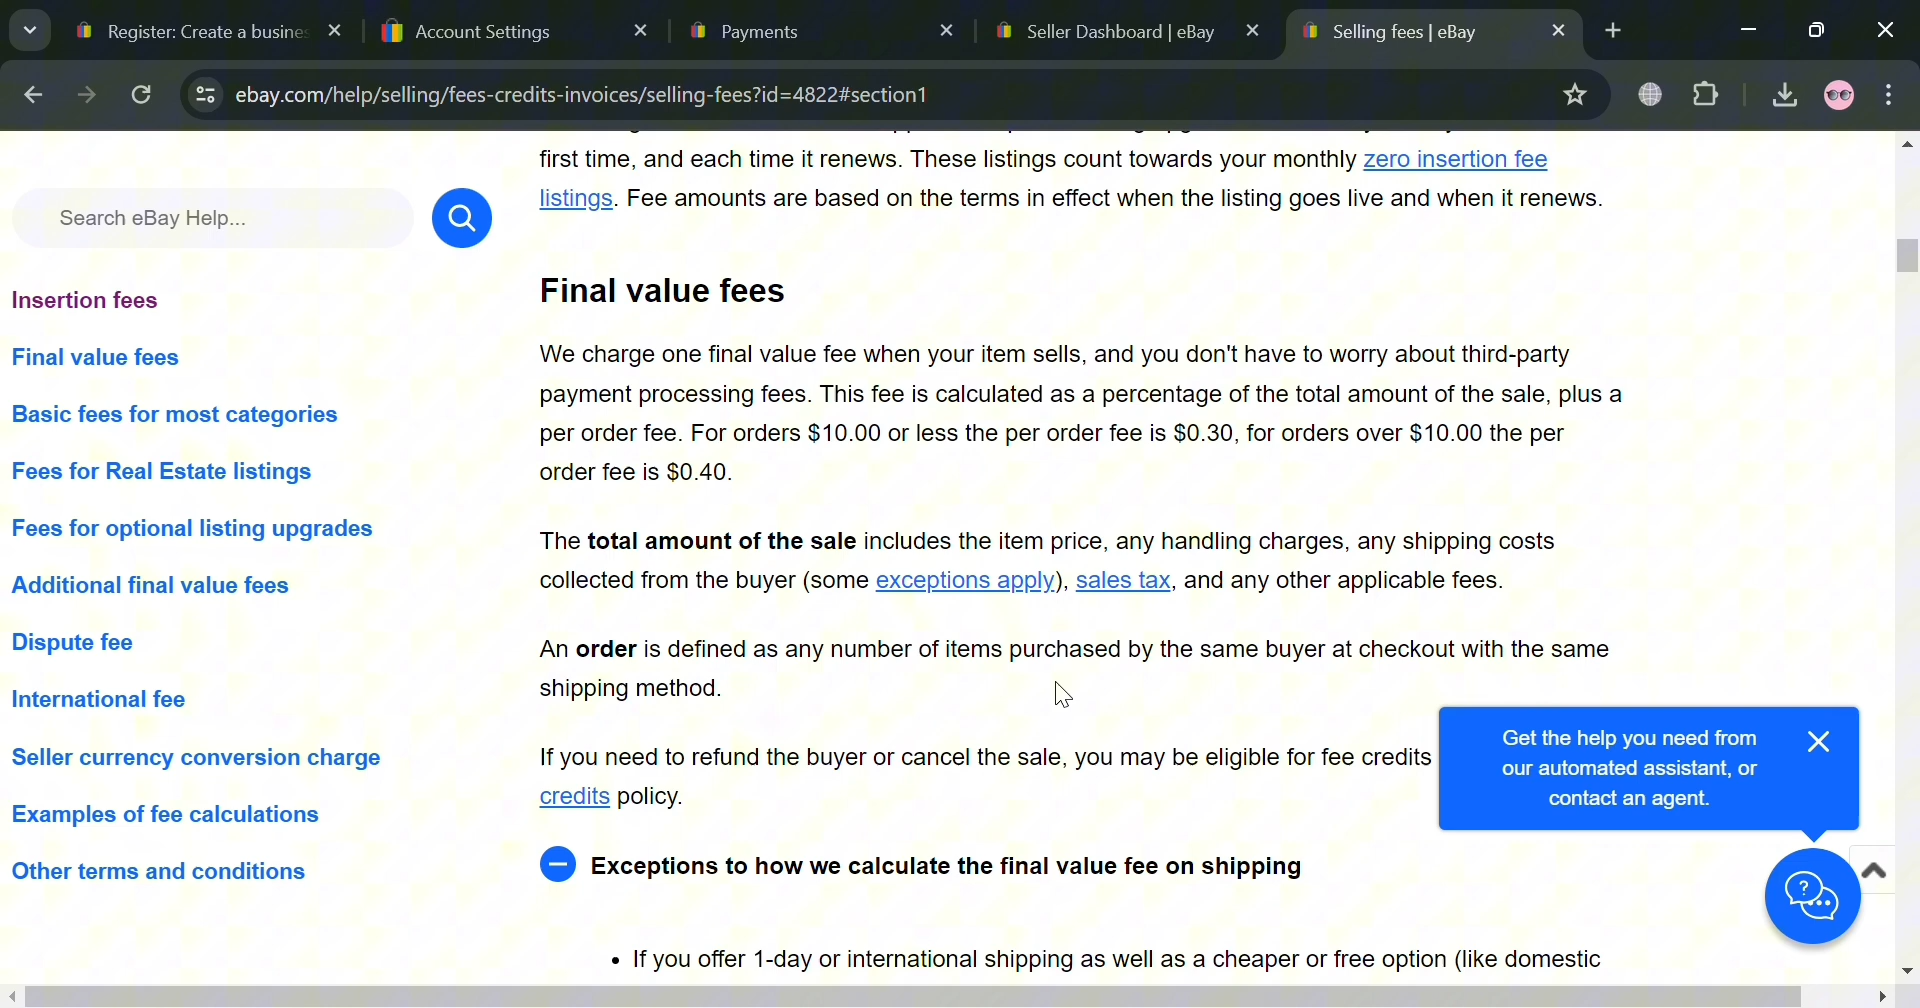 Register: Create a busine
Account Settings
Payments
Seller Dashboard | eBay
Selling fees | eBay
ebay.com/help/selling/fees-credits-invoices/selling-fees?id=4822#section1
Search eBay Help...
Insertion fees
Final value fees
Basic fees for most categories
Fees for Real Estate listings
Fees for optional listing upgrades
Additional final value fees
Dispute fee
International fee
Seller currency conversion charge
Examples of fee calculations
Other terms and conditions
first time, and each time it renews. These listings count towards your monthly zero insertion fee
listings. Fee amounts are based on the terms in effect when the listing goes live and when it renews.
Final value fees
We charge one final value fee when your item sells, and you don't have to worry about third-party
payment processing fees. This fee is calculated as a percentage of the total amount of the sale, plus a
per order fee. For orders $10.00 or less the per order fee is $0.30, for orders over $10.00 the per
order fee is $0.40.
The total amount of the sale includes the item price, any handling charges, any shipping costs
collected from the buyer (some exceptions apply), sales tax, and any other applicable fees.
An order is defined as any number of items purchased by the same buyer at checkout with the same
shipping method.
If you need to refund the buyer or cancel the sale, you may be eligible for fee credits
credits policy.
Exceptions to how we calculate the final value fee on shipping
• If you offer 1-day or international shipping as well as a cheaper or free option (like domestic
Get the help you need from
our automated assistant, or
contact an agent.